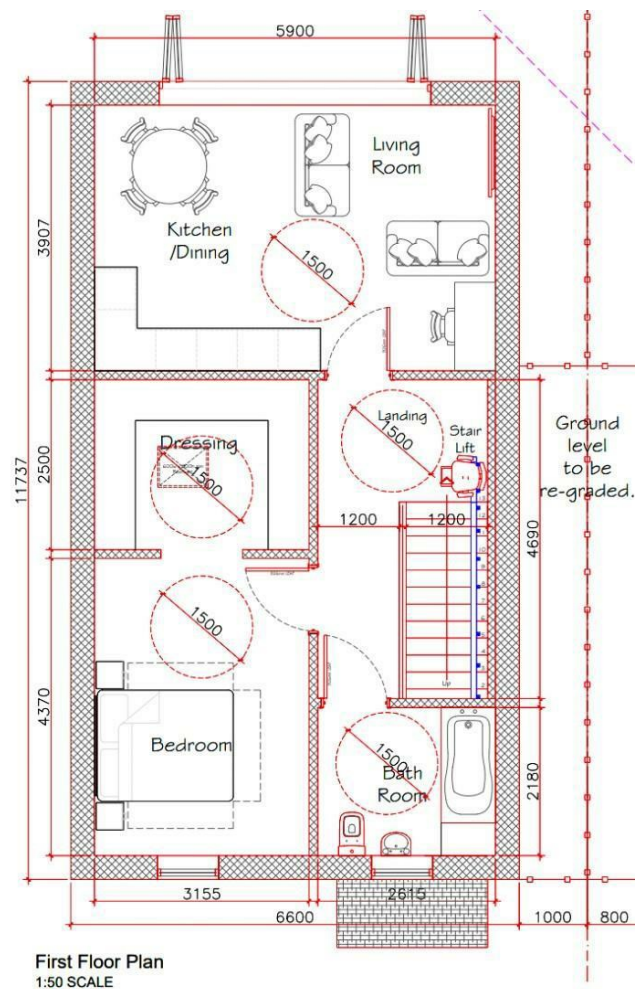 5900
Living
Room
Kitchen
/Dining
1500
3907
Landing
1500
Stair
Lift
Ground
level
to be
re-graded.
Dressing
1500
2500
11737
1200
1200
4690
1500
Up
4370
Bedroom
1500
Bath
Room
2180
3155
2615
6600
1000
800
First Floor Plan
1:50 SCALE